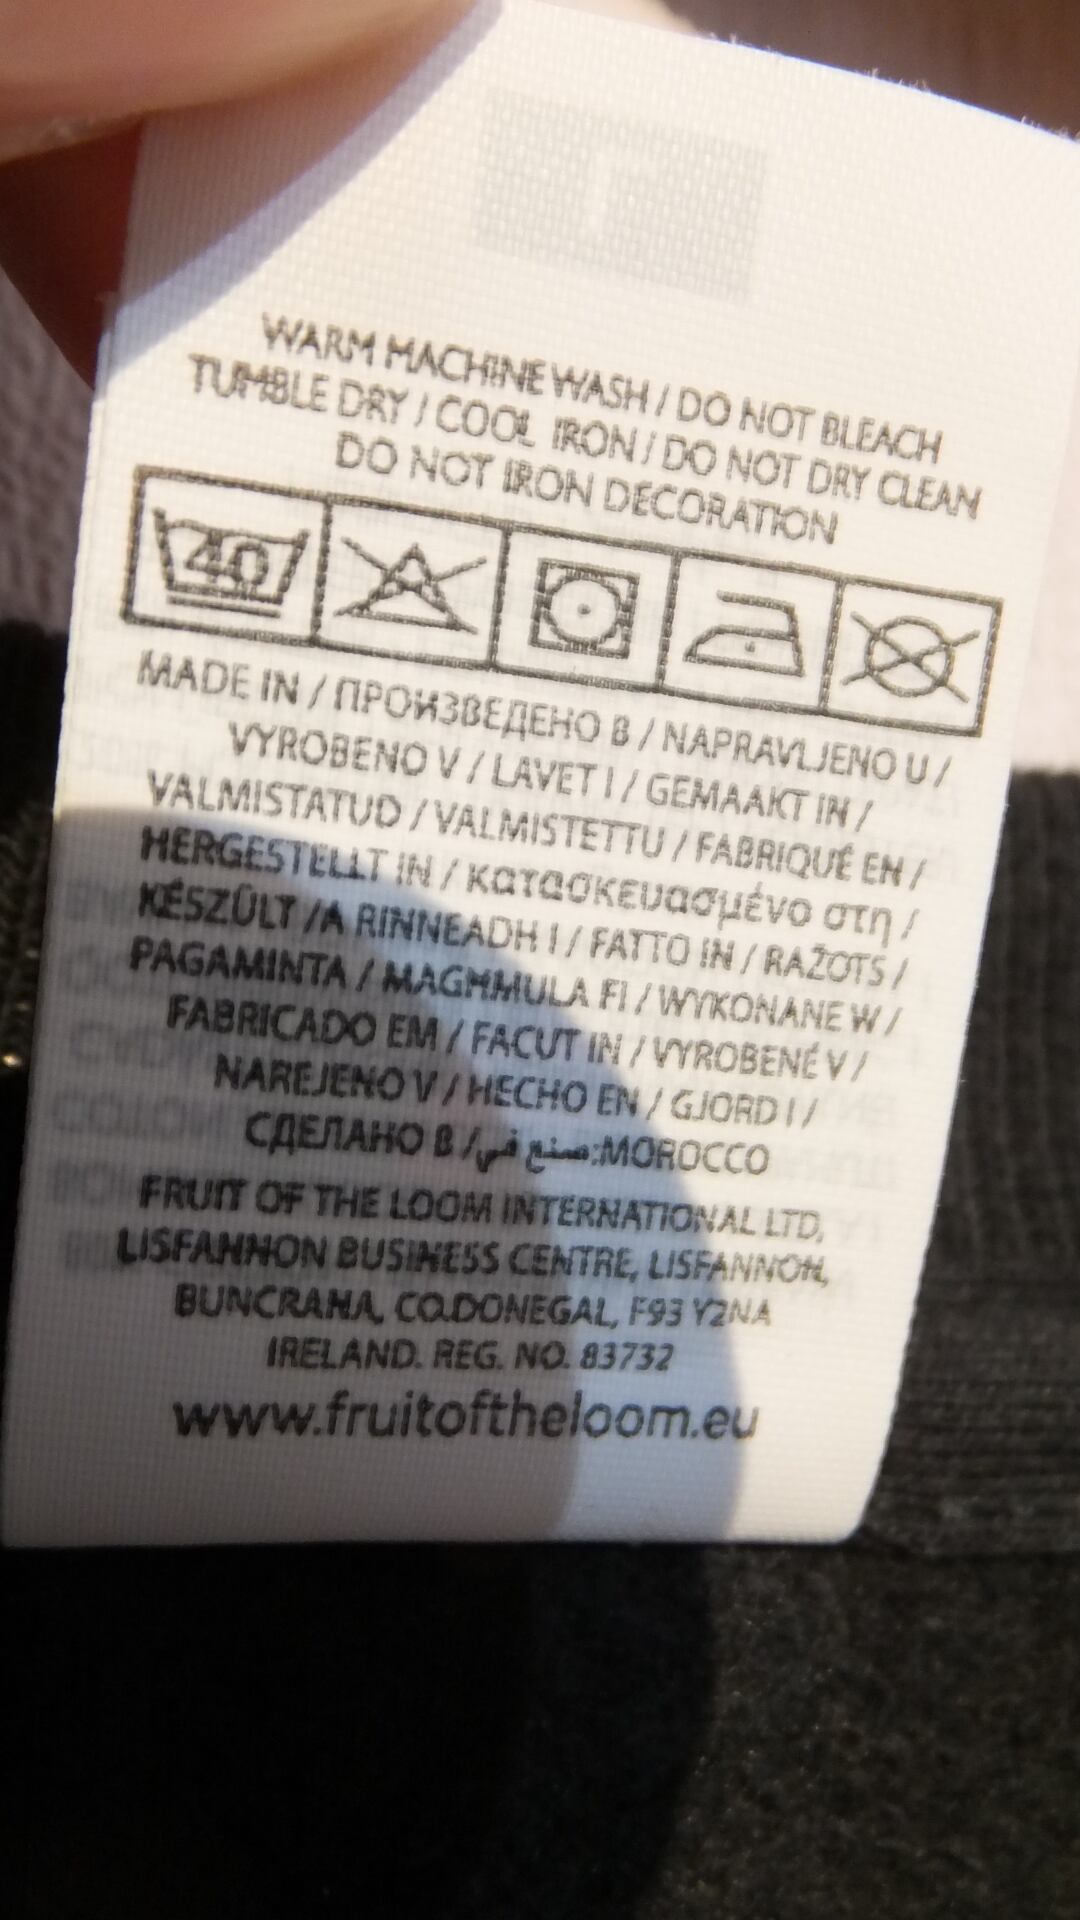 WARM MACHINE WASH / DO NOT BLEACH
TUMBLE DRY / COOL IRON / DO NOT DRY CLEAN
DO NOT IRON DECORATION
40
MADE IN / ПРОИЗВЕДЕНО В / NAPRAVLJENO U /
VYROBENO V / LAVET I / GEMAAKT IN /
VALMISTATUD / VALMISTETTU / FABRIQUÉ EN /
HERGESTELLT IN / κατασκευασμένο στη /
KÉSZÜLT /A RINNEADH I / FATTO IN / RAŽOTS /
PAGAMINTA / MAGHMULA FI / WYKONANE W /
FABRICADO EM / FACUT IN / VYROBENÉ V /
NAREJENO V / HECHO EN / GJORD I /
СДЕЛАНО В / صنع في:MOROCCO
FRUIT OF THE LOOM INTERNATIONAL LTD,
LISFANNON BUSINESS CENTRE, LISFANNON,
BUNCRANA, CO.DONEGAL, F93 Y2NA
IRELAND. REG. NO. 83732
www.fruitoftheloom.eu